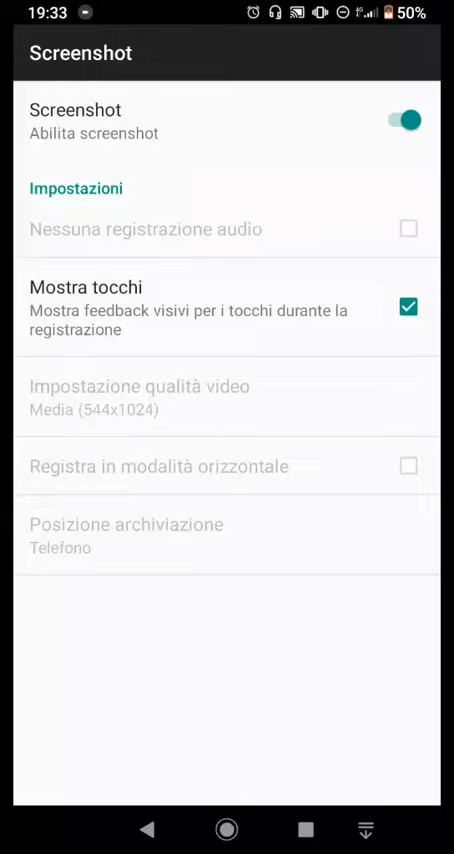 19:33
4G
50%
Screenshot
Screenshot
Abilita screenshot
Impostazioni
Nessuna registrazione audio
Mostra tocchi
Mostra feedback visivi per i tocchi durante la
registrazione
Impostazione qualità video
Media (544x1024)
Registra in modalità orizzontale
Posizione archiviazione
Telefono